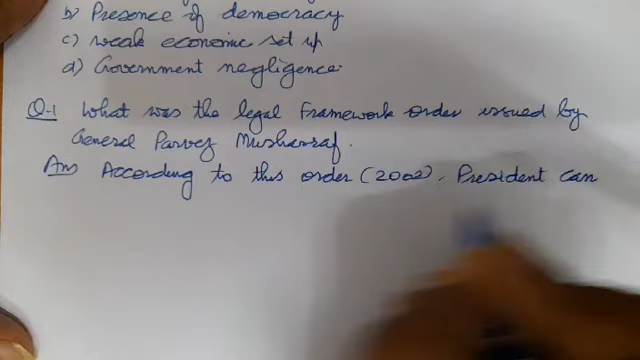 b) Presence of democracy
c) weak economic set up
d) Government negligence.
Q-1 What was the legal framework order issued by
General Parvez Musharraf.
Ans According to this order (2002), President can